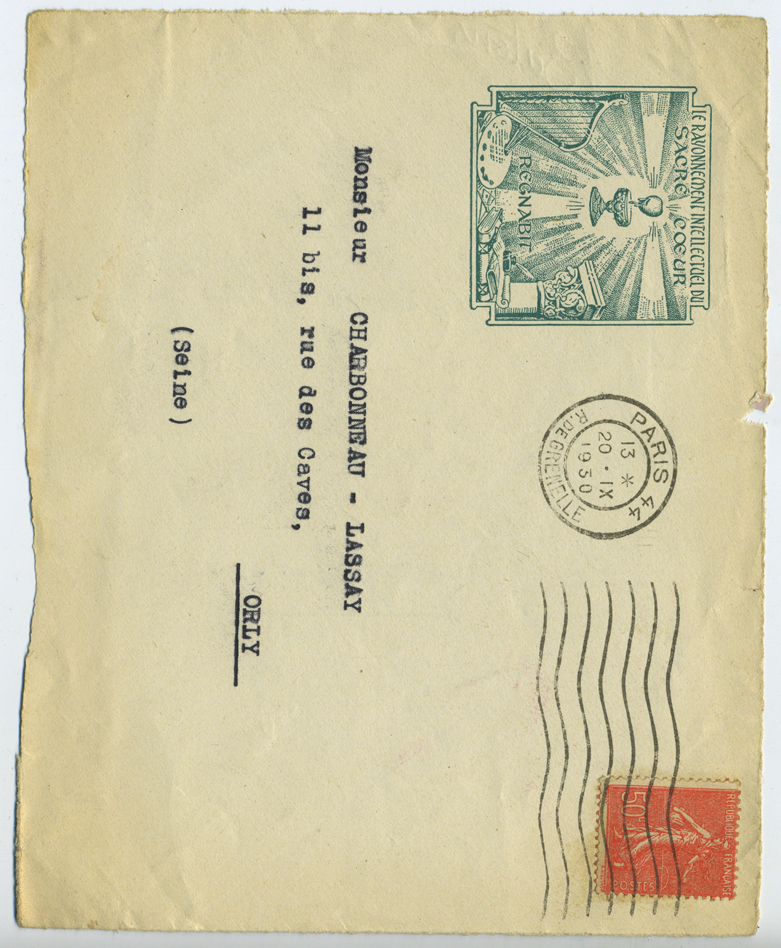 LE RAYONNEMENT INTELLECTUEL DU
SACRÉ CŒUR
REGNABIT
PARIS 44
13 *
20 · IX
1930
R. DE GRENELLE
REPUBLIQUE FRANÇAISE
50c
POSTES
Monsieur CHARBONNEAU - LASSAY
11 bis, rue des Caves,
ORLY
(Seine)